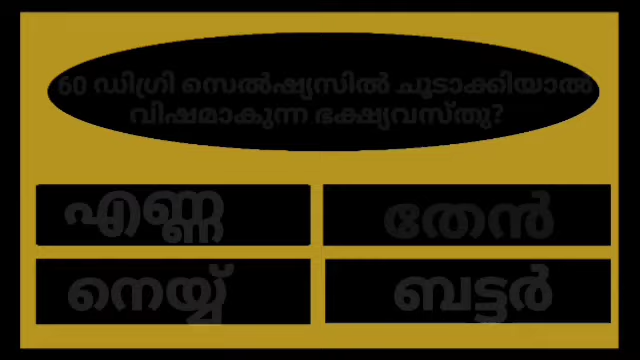 60 ഡിഗ്രി സെൽഷ്യസിൽ ചൂടാക്കിയാൽ
വിഷമാകുന്ന ഭക്ഷ്യവസ്തു?
എണ്ണ
തേൻ
നെയ്യ്
ബട്ടർ